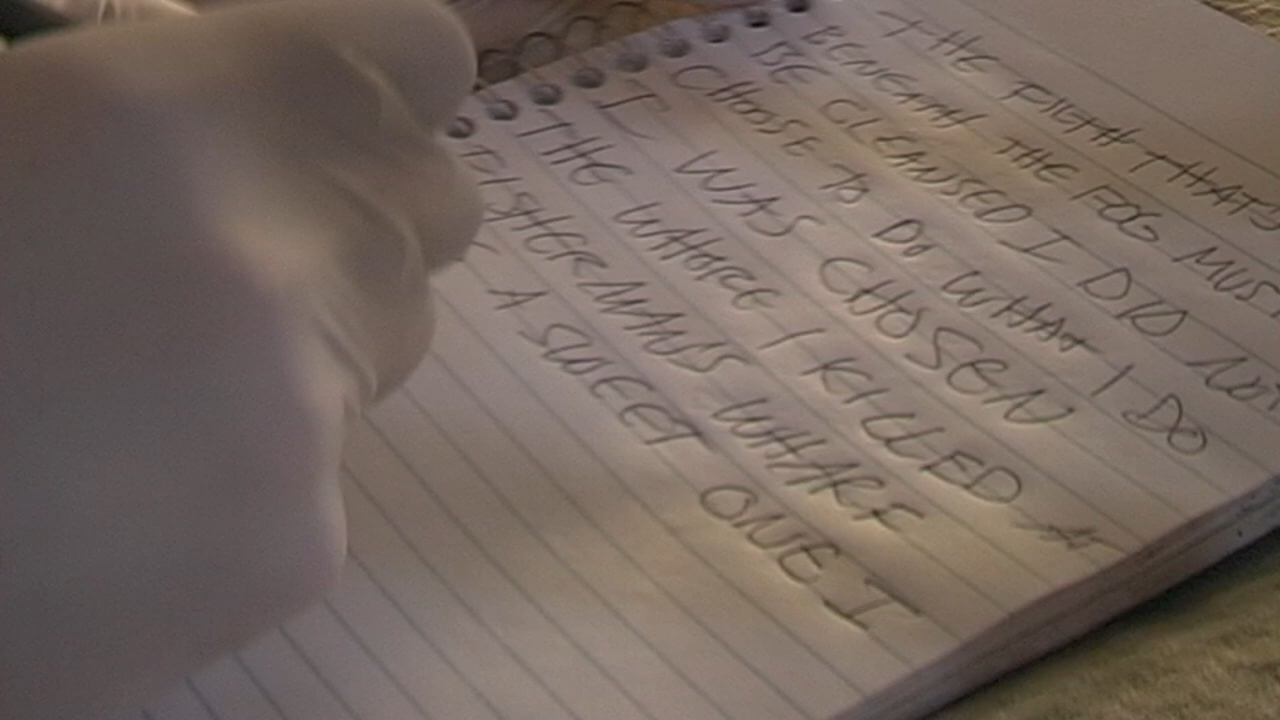 THE FILTH THATS
BENEATH THE FOG MUST
BE CLEANSED I DID NOT
CHOOSE TO DO WHAT I DO
I WAS CHOSEN
THE WHORE I KILLED AT
FISHERMANS WHARF
A SWEET ONE I